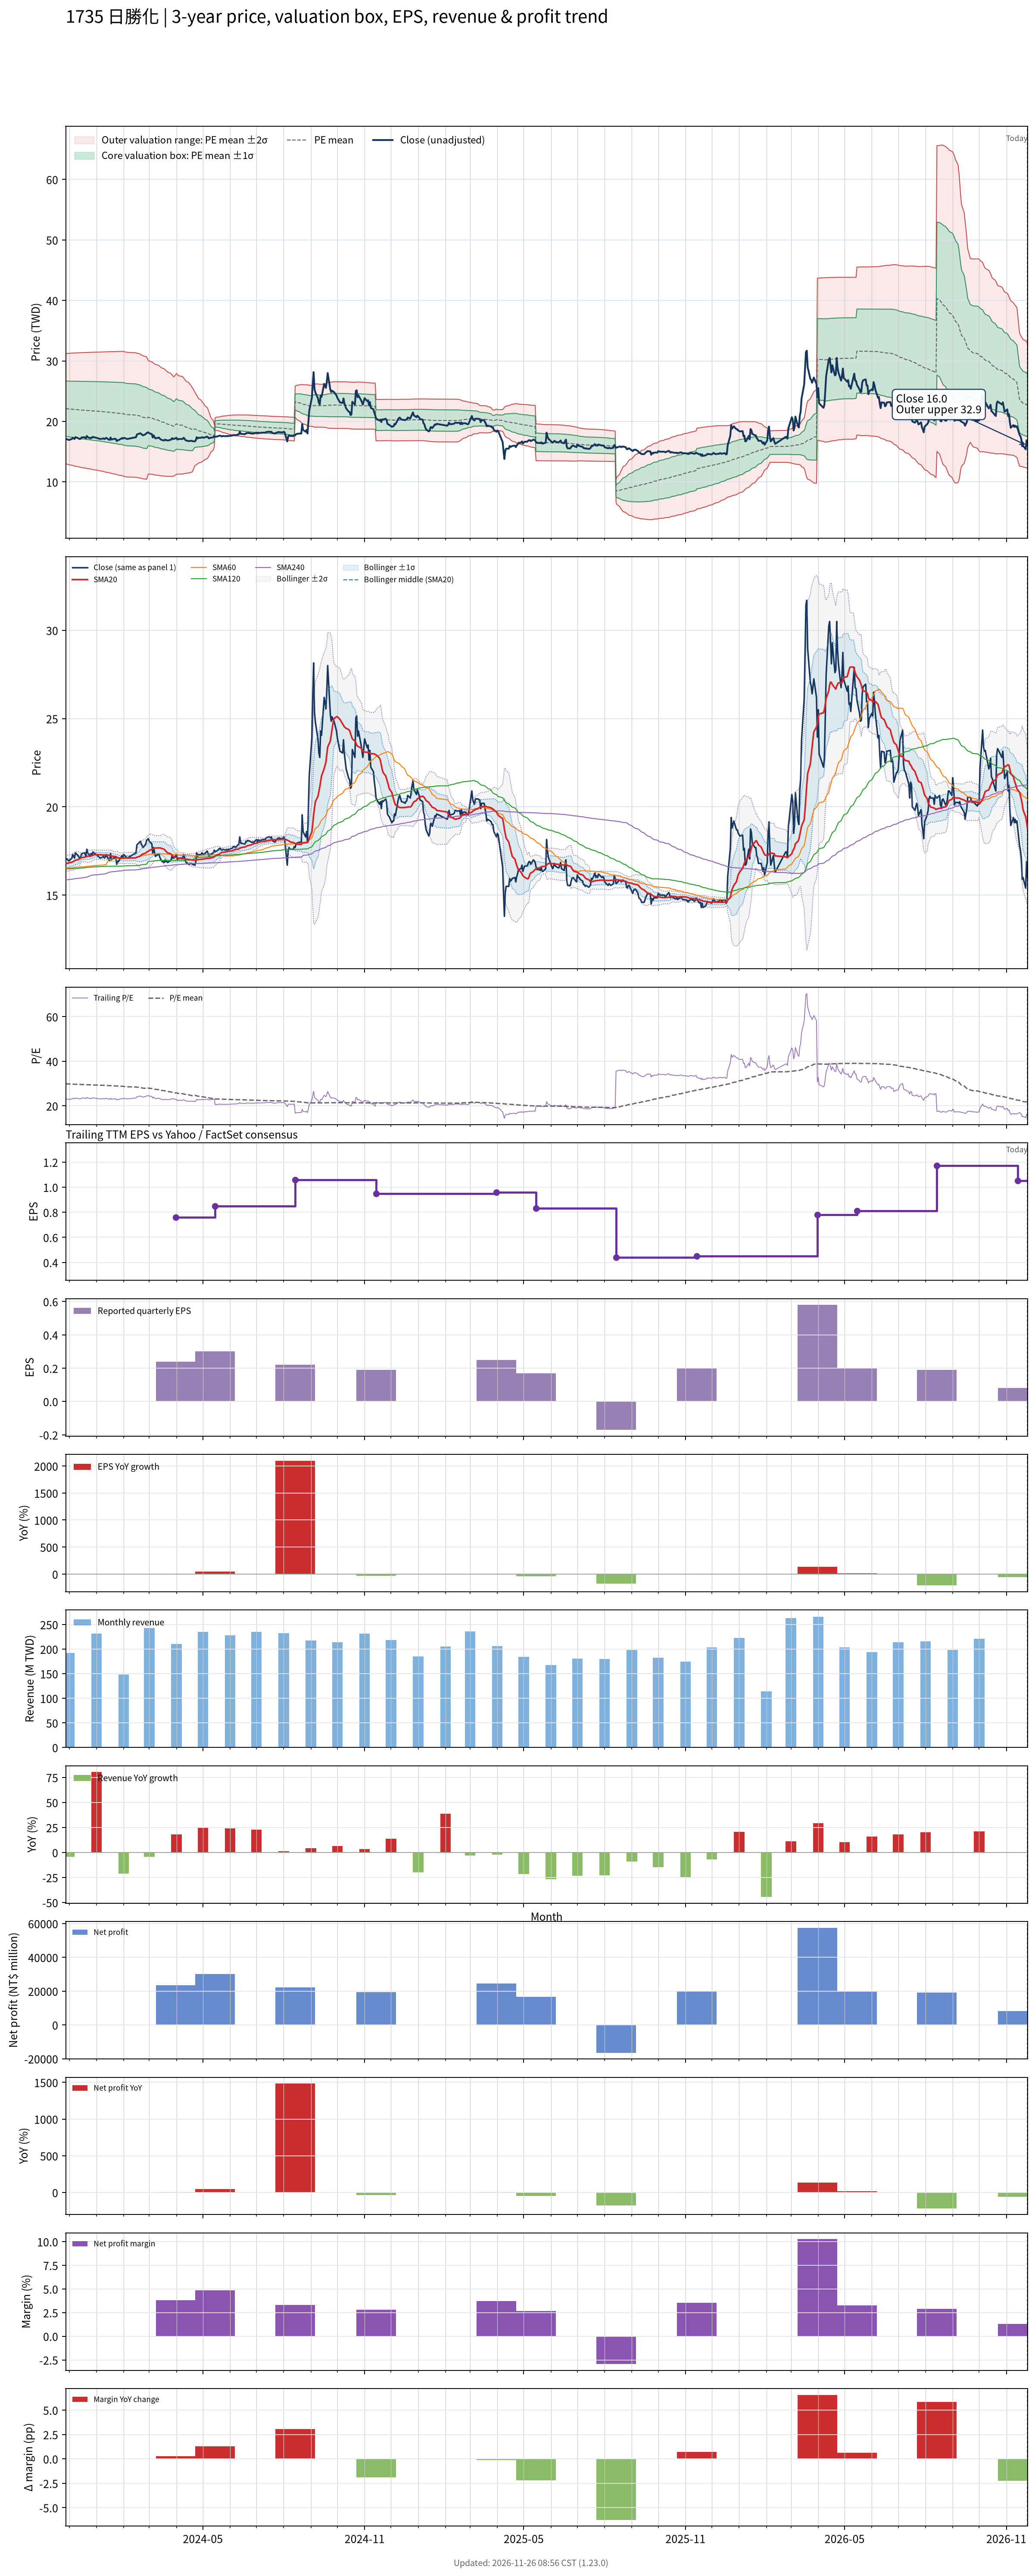 1735 日勝化 | 3-year price, valuation box, EPS, revenue & profit trend
Outer valuation range: PE mean ±2σ
Core valuation box: PE mean ±1σ
PE mean
Close (unadjusted)
Today
Price (TWD)
60
50
40
30
20
10
Close 16.0
Outer upper 32.9
Close (same as panel 1)
SMA20
SMA60
SMA120
SMA240
Bollinger ±2σ
Bollinger ±1σ
Bollinger middle (SMA20)
Price
30
25
20
15
Trailing P/E
P/E mean
P/E
60
40
20
Trailing TTM EPS vs Yahoo / FactSet consensus
Today
EPS
1.2
1.0
0.8
0.6
0.4
Reported quarterly EPS
EPS
0.6
0.4
0.2
0.0
-0.2
EPS YoY growth
YoY (%)
2000
1500
1000
500
0
Monthly revenue
Revenue (M TWD)
250
200
150
100
50
0
Revenue YoY growth
YoY (%)
75
50
25
0
-25
-50
Month
Net profit
Net profit (NT$ million)
60000
40000
20000
0
-20000
Net profit YoY
YoY (%)
1500
1000
500
0
Net profit margin
Margin (%)
10.0
7.5
5.0
2.5
0.0
-2.5
Margin YoY change
Δ margin (pp)
5.0
2.5
0.0
-2.5
-5.0
2024-05
2024-11
2025-05
2025-11
2026-05
2026-11
Updated: 2026-11-26 08:56 CST (1.23.0)